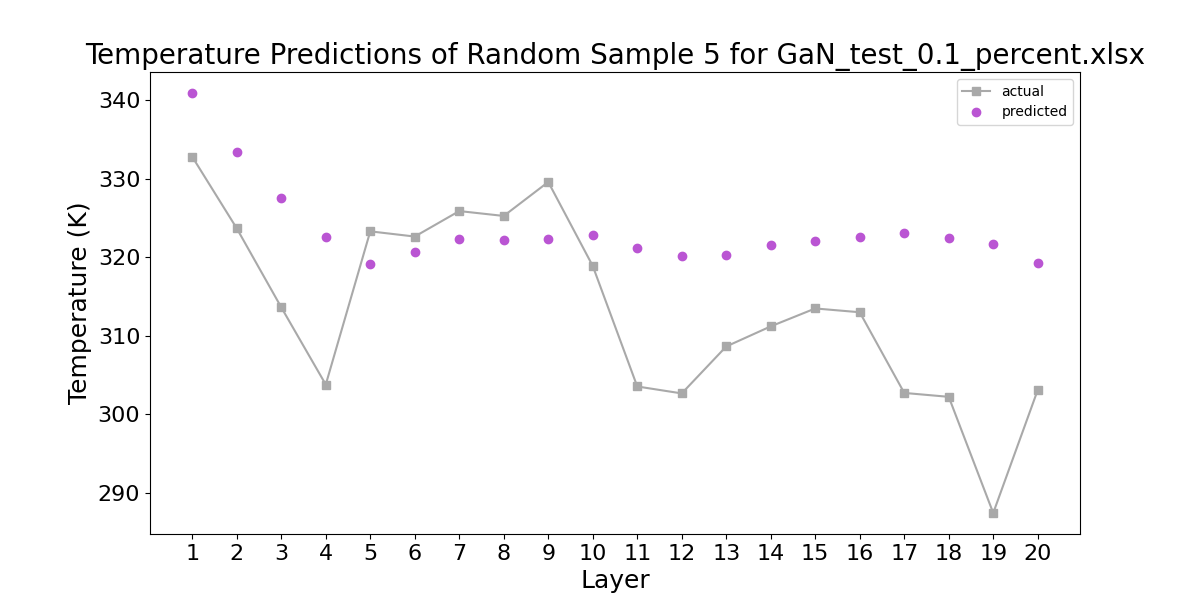 Temperature Predictions of Random Sample 5 for GaN_test_0.1_percent.xlsx
actual
predicted
Temperature (K)
340
330
320
310
300
290
1 2 3 4 5 6 7 8 9 10 11 12 13 14 15 16 17 18 19 20
Layer